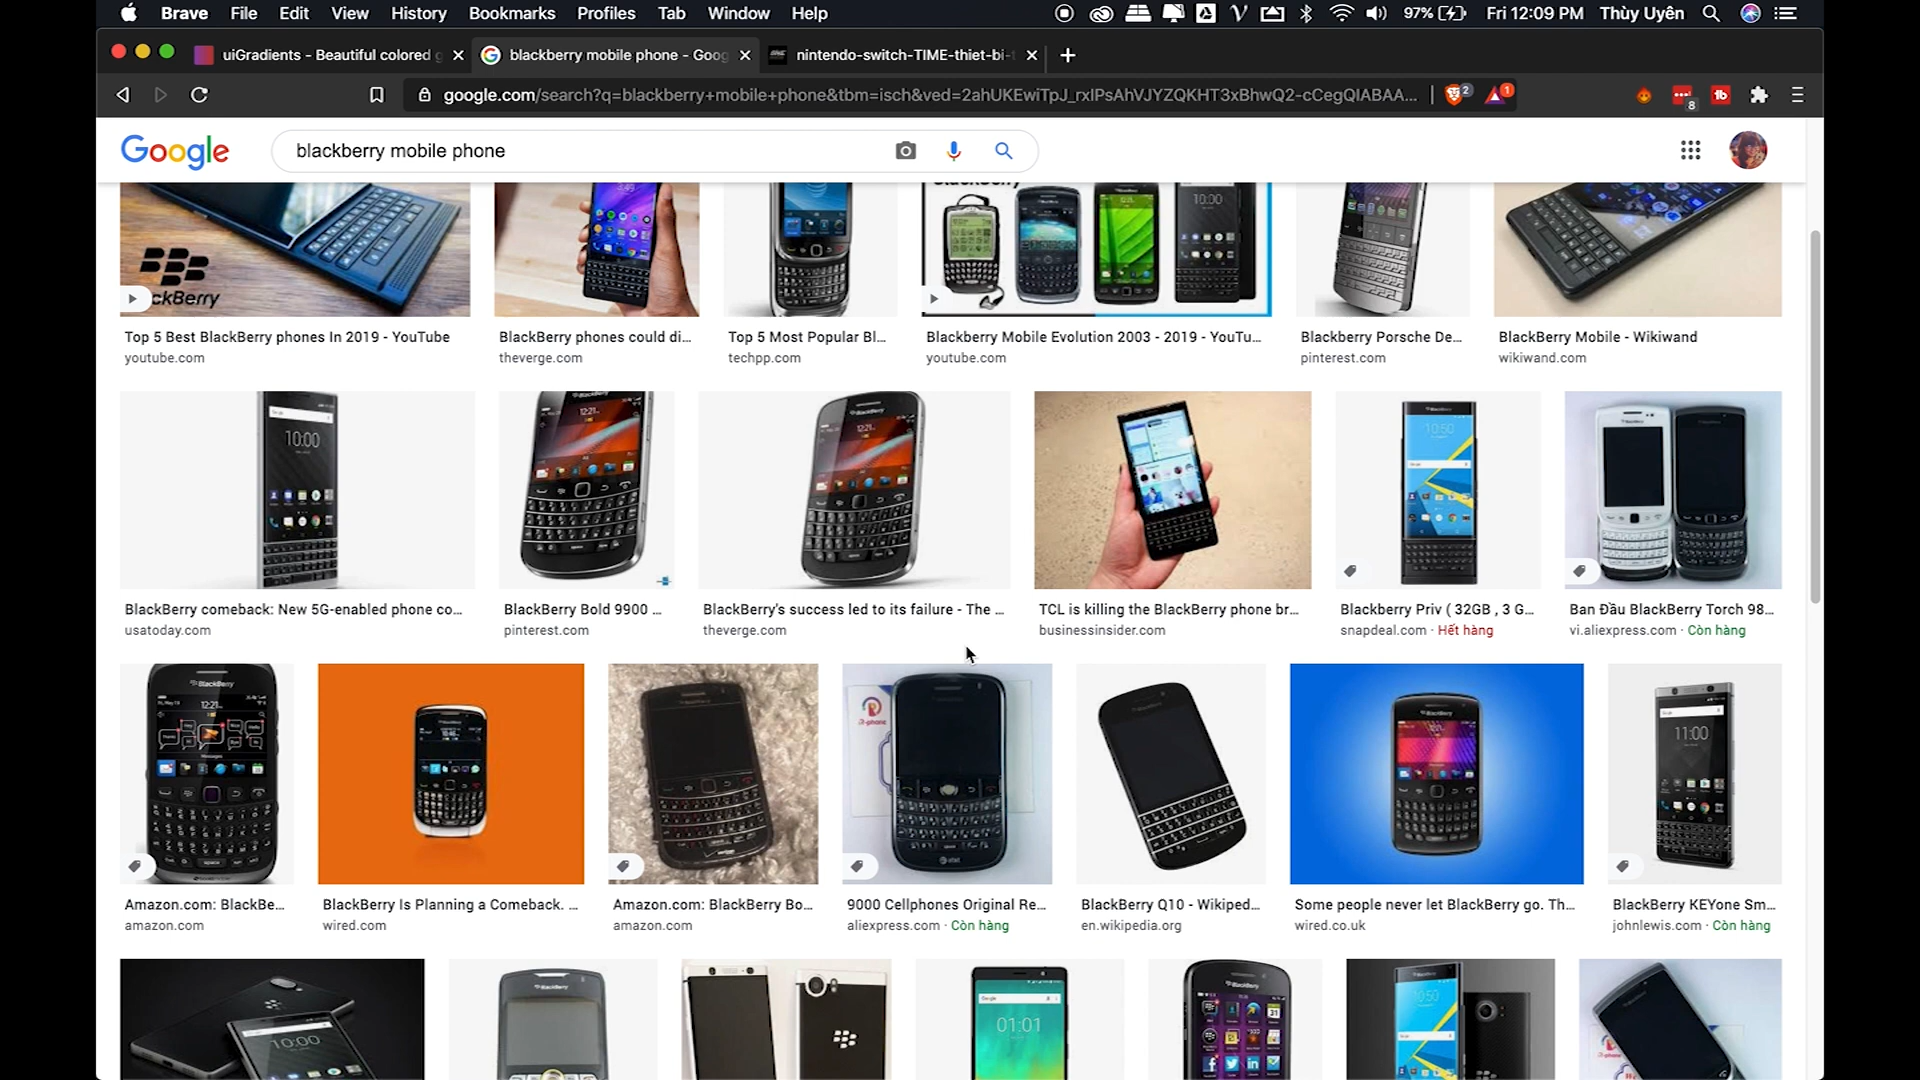 Brave File Edit View History Bookmarks Profiles Tab Window Help 97% Fri 12:09 PM Thùy Uyên
uiGradients - Beautiful colored g blackberry mobile phone - Goog nintendo-switch-TIME-thiet-bi-t
google.com/search?q=blackberry+mobile+phone&tbm=isch&ved=2ahUKEwiTpJ_rxIPsAhVJYZQKHT3xBhwQ2-cCegQIABAA... 2 1 8
Google blackberry mobile phone
Top 5 Best BlackBerry phones In 2019 - YouTube BlackBerry phones could di... Top 5 Most Popular Bl... Blackberry Mobile Evolution 2003 - 2019 - YouTu... Blackberry Porsche De... BlackBerry Mobile - Wikiwand
youtube.com theverge.com techpp.com youtube.com pinterest.com wikiwand.com
BlackBerry comeback: New 5G-enabled phone co... BlackBerry Bold 9900 ... BlackBerry's success led to its failure - The ... TCL is killing the BlackBerry phone br... Blackberry Priv ( 32GB , 3 G... Ban Đầu BlackBerry Torch 98...
usatoday.com pinterest.com theverge.com businessinsider.com snapdeal.com · Hết hàng vi.aliexpress.com · Còn hàng
Amazon.com: BlackBe... BlackBerry Is Planning a Comeback. ... Amazon.com: BlackBerry Bo... 9000 Cellphones Original Re... BlackBerry Q10 - Wikiped... Some people never let BlackBerry go. Th... BlackBerry KEYone Sm...
amazon.com wired.com amazon.com aliexpress.com · Còn hàng en.wikipedia.org wired.co.uk johnlewis.com · Còn hàng